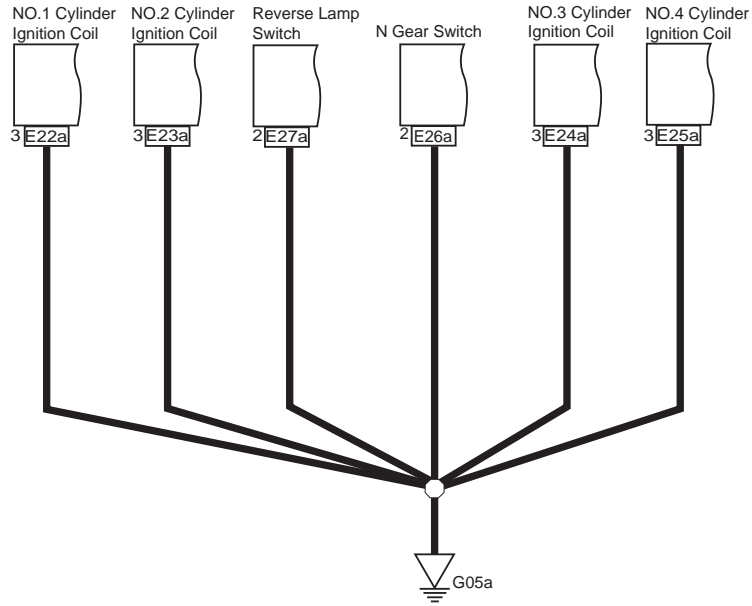 NO.1 Cylinder
Ignition Coil
NO.2 Cylinder
Ignition Coil
Reverse Lamp
Switch
N Gear Switch
NO.3 Cylinder
Ignition Coil
NO.4 Cylinder
Ignition Coil
3 E22a
3 E23a
2 E27a
2 E26a
3 E24a
3 E25a
G05a